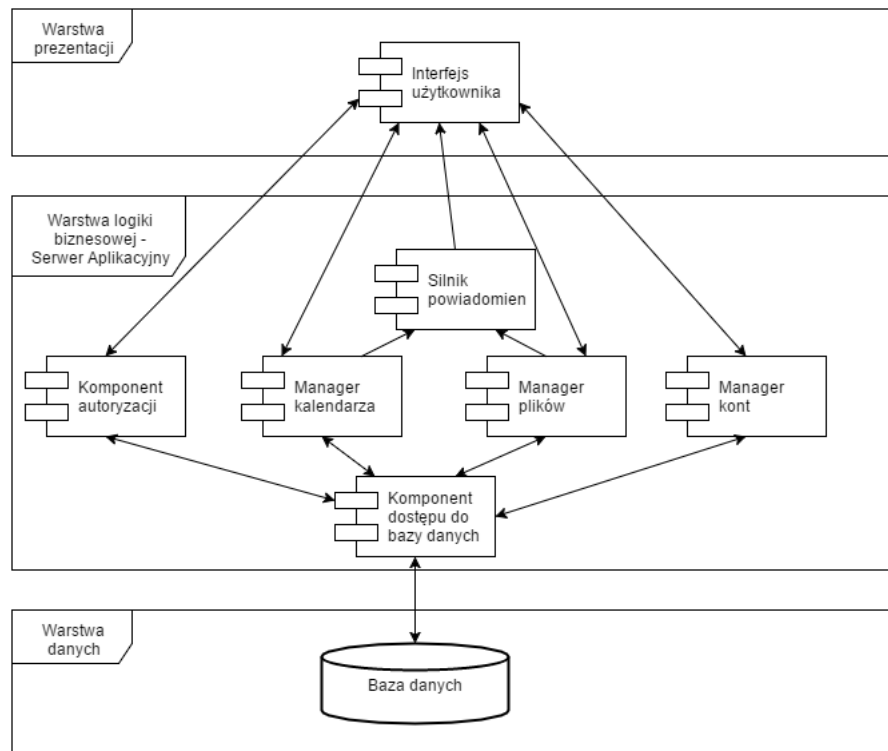 Warstwa
prezentacji
Interfejs
użytkownika
Warstwa logiki
biznesowej -
Serwer Aplikacyjny
Silnik
powiadomien
Komponent
autoryzacji
Manager
kalendarza
Manager
plików
Manager
kont
Komponent
dostępu do
bazy danych
Warstwa
danych
Baza danych